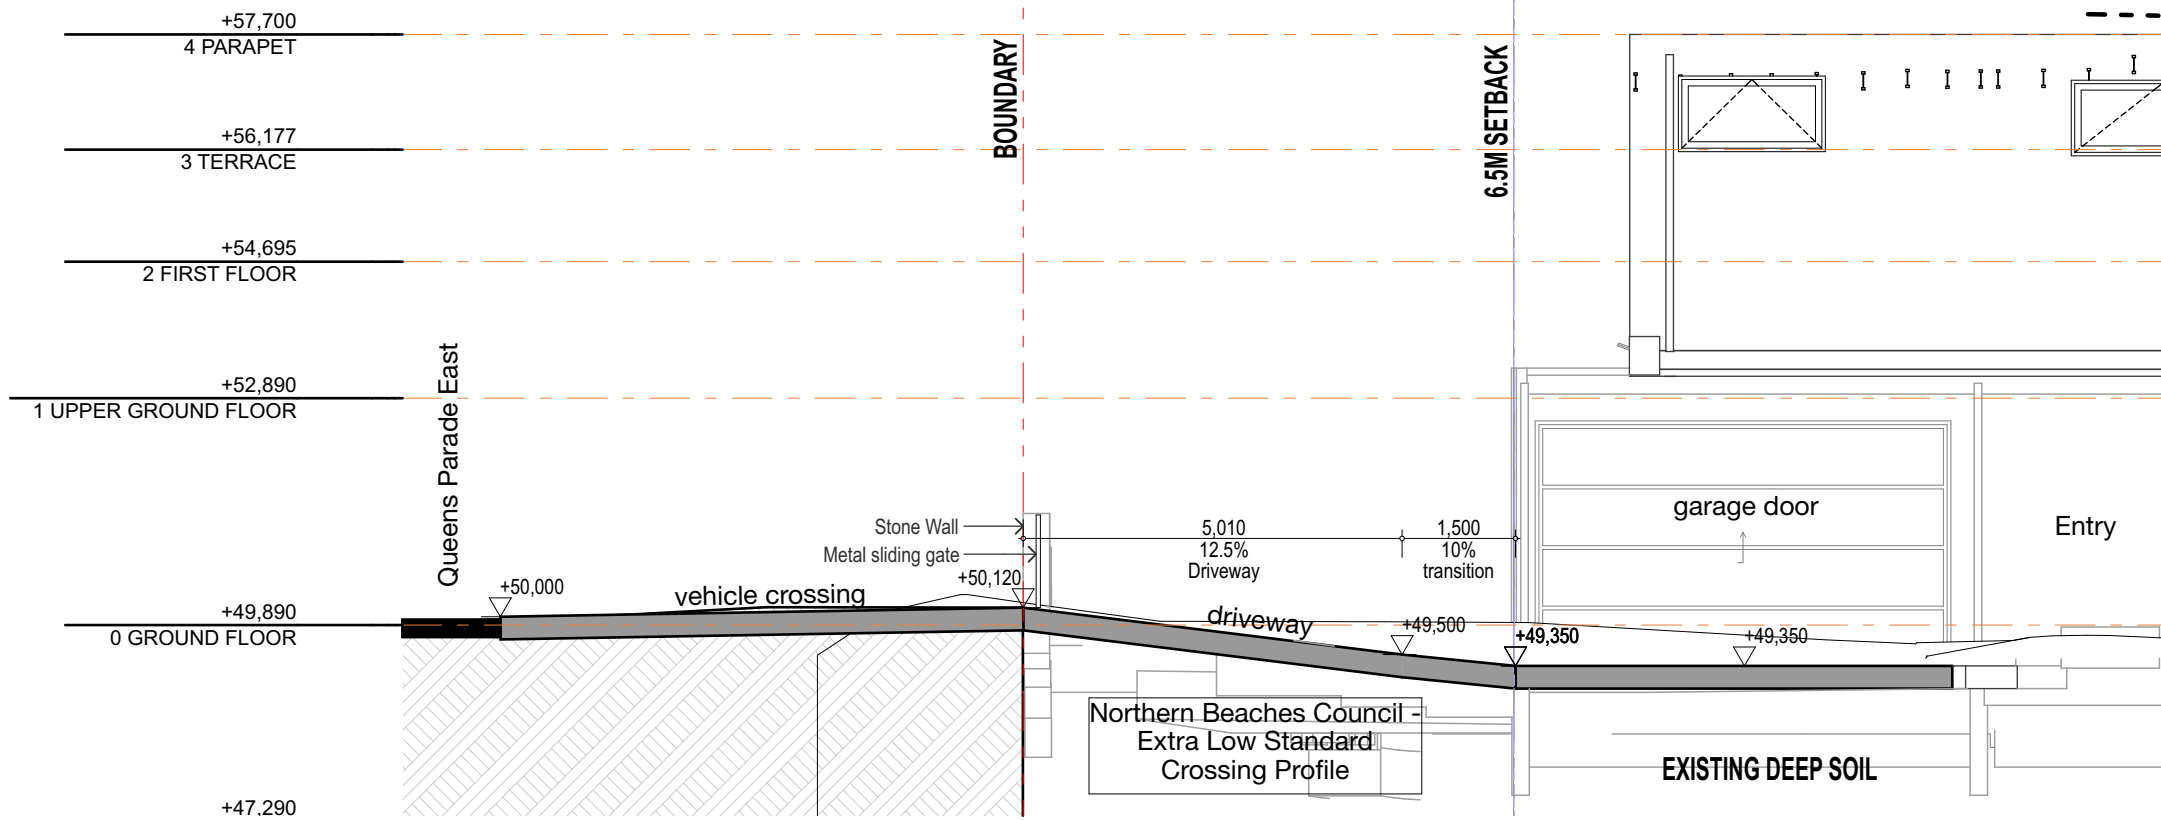 +57,700
4 PARAPET
+56,177
3 TERRACE
+54,695
2 FIRST FLOOR
+52,890
1 UPPER GROUND FLOOR
+49,890
0 GROUND FLOOR
+47,290
Queens Parade East
BOUNDARY
6.5M SETBACK
Stone Wall
Metal sliding gate
+50,000
vehicle crossing
+50,120
5,010
12.5%
Driveway
1,500
10%
transition
driveway
+49,500
+49,350
+49,350
garage door
Entry
Northern Beaches Council -
Extra Low Standard
Crossing Profile
EXISTING DEEP SOIL